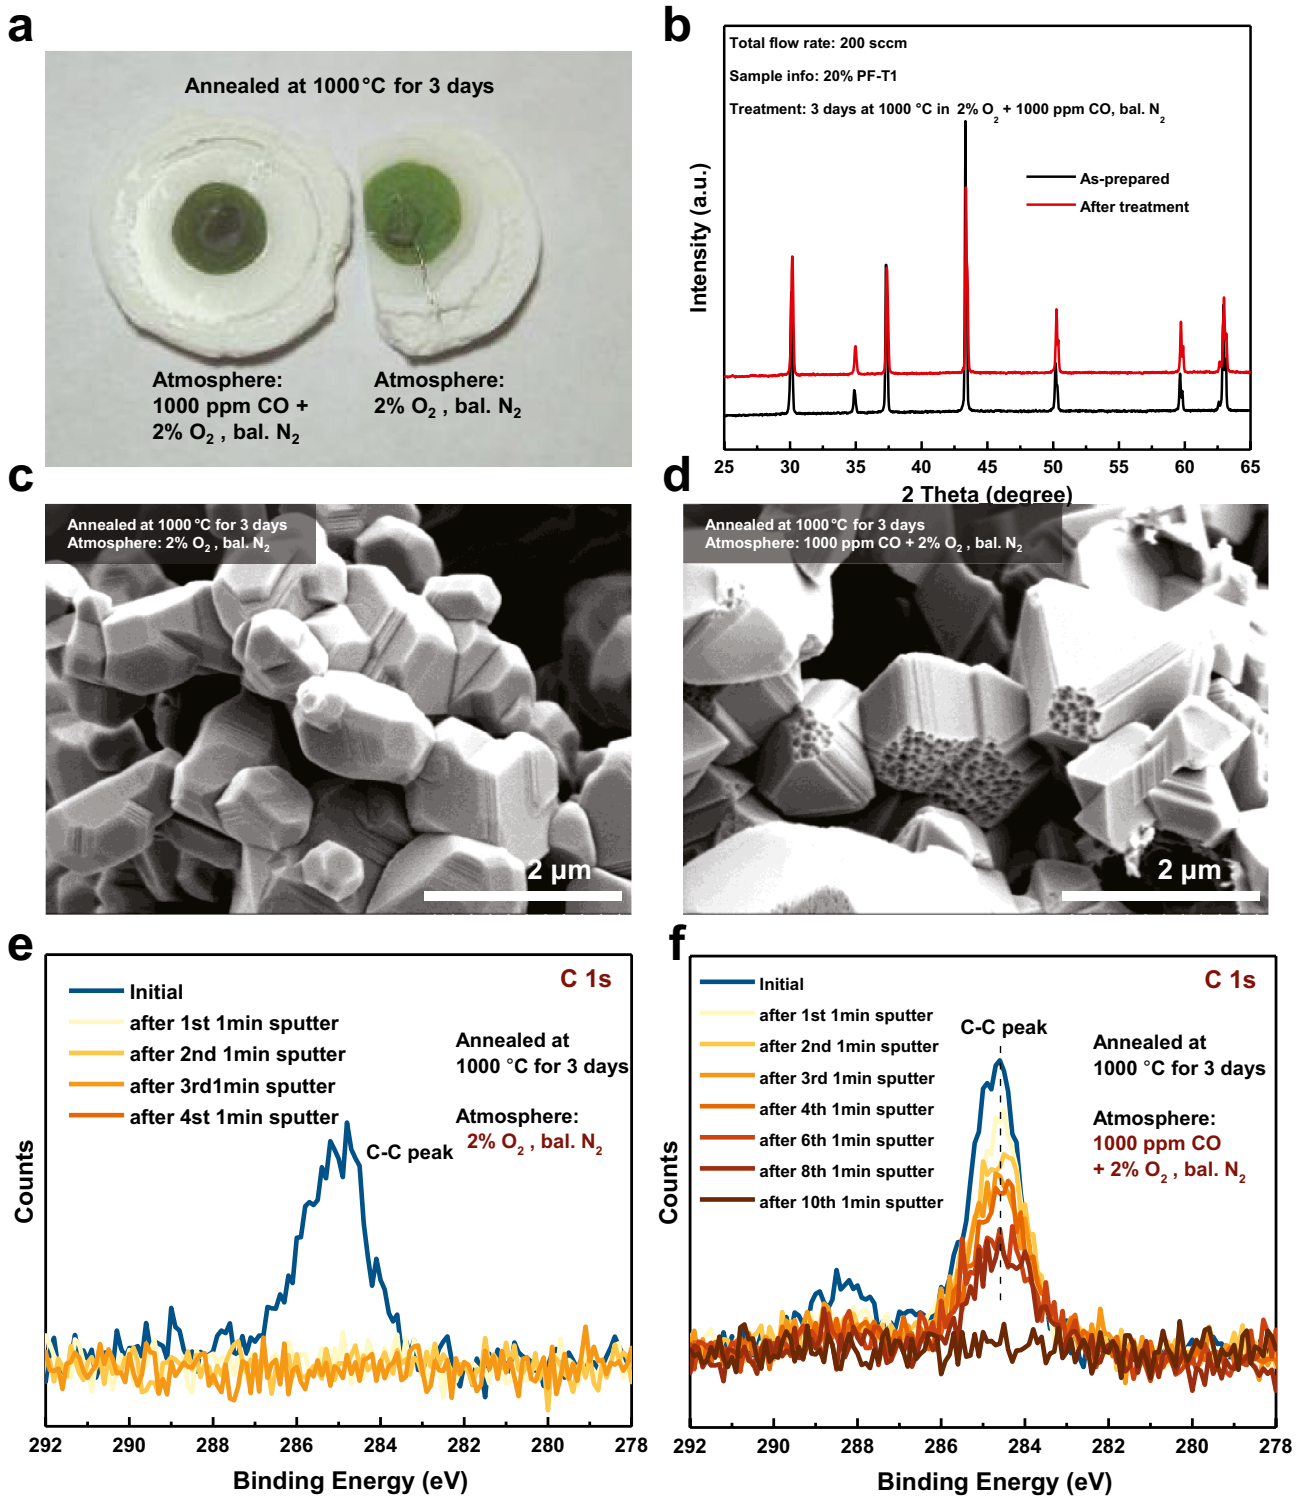 a
Annealed at 1000°C for 3 days
Atmosphere:
1000 ppm CO +
2% O2 , bal. N2
Atmosphere:
2% O2 , bal. N2
b
Total flow rate: 200 sccm
Sample info: 20% PF-T1
Treatment: 3 days at 1000 °C in 2% O2 + 1000 ppm CO, bal. N2
As-prepared
After treatment
Intensity (a.u.)
25 30 35 40 45 50 55 60 65
2 Theta (degree)
c
Annealed at 1000°C for 3 days
Atmosphere: 2% O2 , bal. N2
2 µm
d
Annealed at 1000°C for 3 days
Atmosphere: 1000 ppm CO + 2% O2 , bal. N2
2 µm
e
C 1s
Initial
after 1st 1min sputter
after 2nd 1min sputter
after 3rd1min sputter
after 4st 1min sputter
Annealed at
1000 °C for 3 days
Atmosphere:
2% O2 , bal. N2
C-C peak
Counts
292 290 288 286 284 282 280 278
Binding Energy (eV)
f
C 1s
Initial
after 1st 1min sputter
after 2nd 1min sputter
after 3rd 1min sputter
after 4th 1min sputter
after 6th 1min sputter
after 8th 1min sputter
after 10th 1min sputter
C-C peak
Annealed at
1000 °C for 3 days
Atmosphere:
1000 ppm CO
+ 2% O2 , bal. N2
Counts
292 290 288 286 284 282 280 278
Binding Energy (eV)